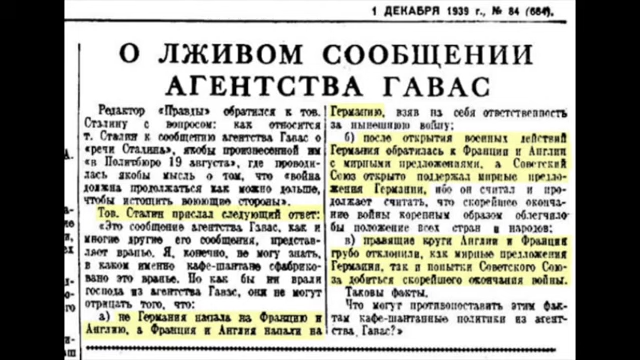 1 ДЕКАБРЯ 1939 г., № 84 (684).
О ЛЖИВОМ СООБЩЕНИИ
АГЕНТСТВА ГАВАС
Редактор «Правды» обратился к тов.
Сталину с вопросом: как относится
т. Сталин к сообщению агентства Гавас о
«речи Сталина», якобы произнесенной им
«в Политбюро 19 августа», где проводи-
лась якобы мысль о том, что «война
должна продолжаться как можно дольше,
чтобы истощить воюющие стороны».
Тов. Сталин прислал следующий ответ:
«Это сообщение агентства Гавас, как и
многие другие его сообщения, представ-
ляет вранье. Я, конечно, не могу знать,
в каком именно кафе-шантане сфабрико-
вано это вранье. Но как бы ни врали
господа из агентства Гавас, они не могут
отрицать того, что:
а) не Германия напала на Францию и
Англию, а Франция и Англия напали на
Германию, взяв на себя ответственность
за нынешнюю войну;
б) после открытия военных действий
Германия обратилась к Франции и Англии
с мирными предложениями, а Советский
Союз открыто поддержал мирные предло-
жения Германии, ибо он считал и про-
должает считать, что скорейшее оконча-
ние войны коренным образом облегчило
бы положение всех стран и народов;
в) правящие круги Англии и Франции
грубо отклонили, как мирные предложения
Германии, так и попытки Советского Сою-
за добиться скорейшего окончания войны.
Таковы факты.
Что могут противопоставить этим фак-
там кафе-шантанные политики из агент-
ства Гавас?»